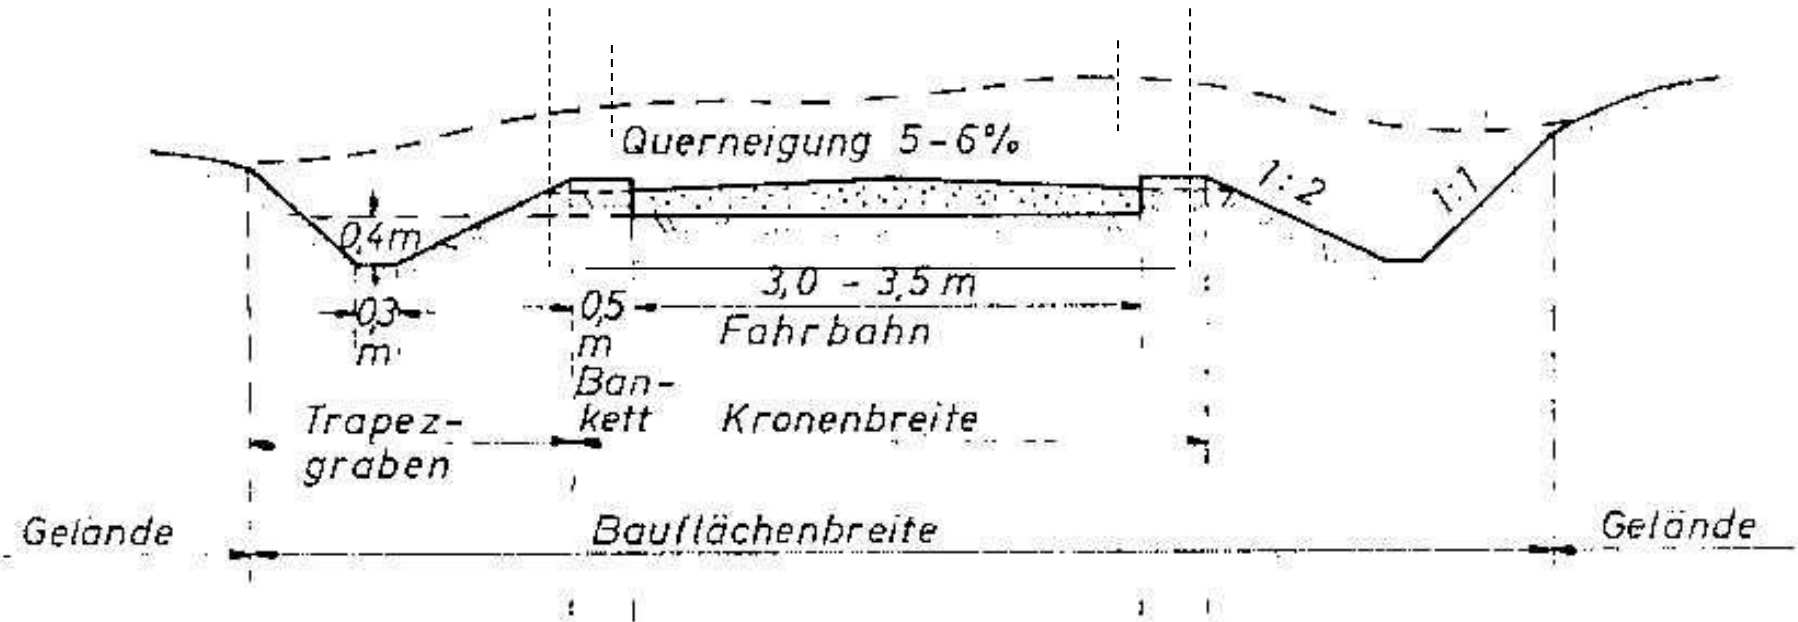 Querneigung 5-6%
1:2
1:1
0,4m
3,0 - 3,5 m
0,3
m
0,5
m
Fahrbahn
Ban-
kett
Kronenbreite
Trapez-
graben
Gelände
Bauflächenbreite
Gelände